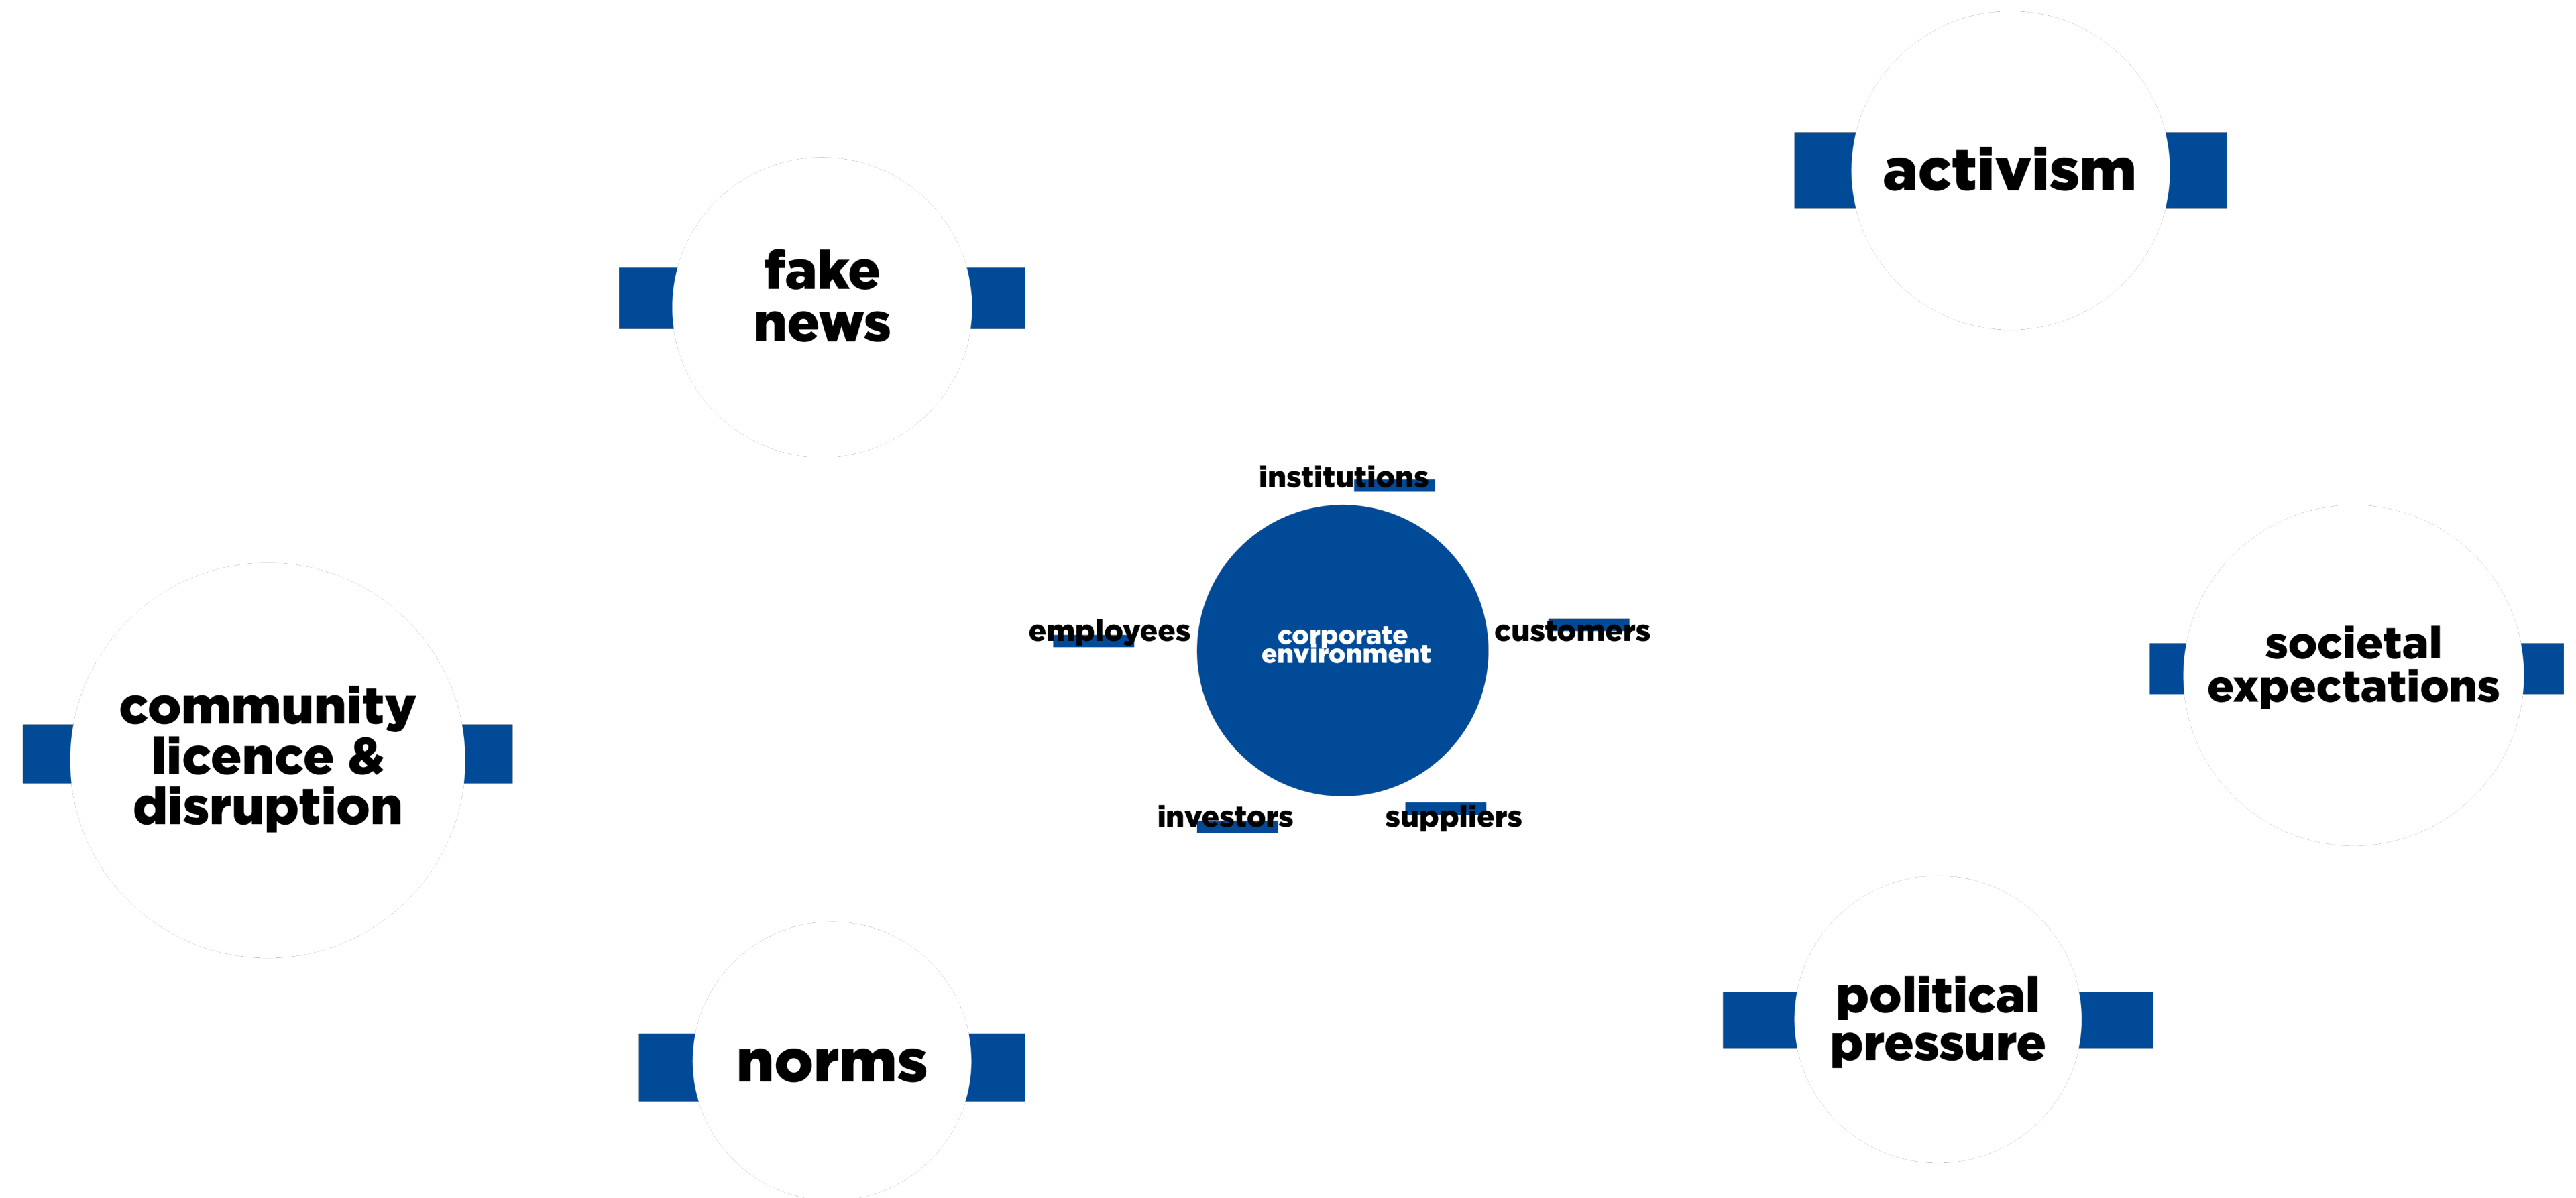 activism
fake
news
institutions
employees
corporate
environment
customers
societal
expectations
community
licence &
disruption
investors
suppliers
political
pressure
norms